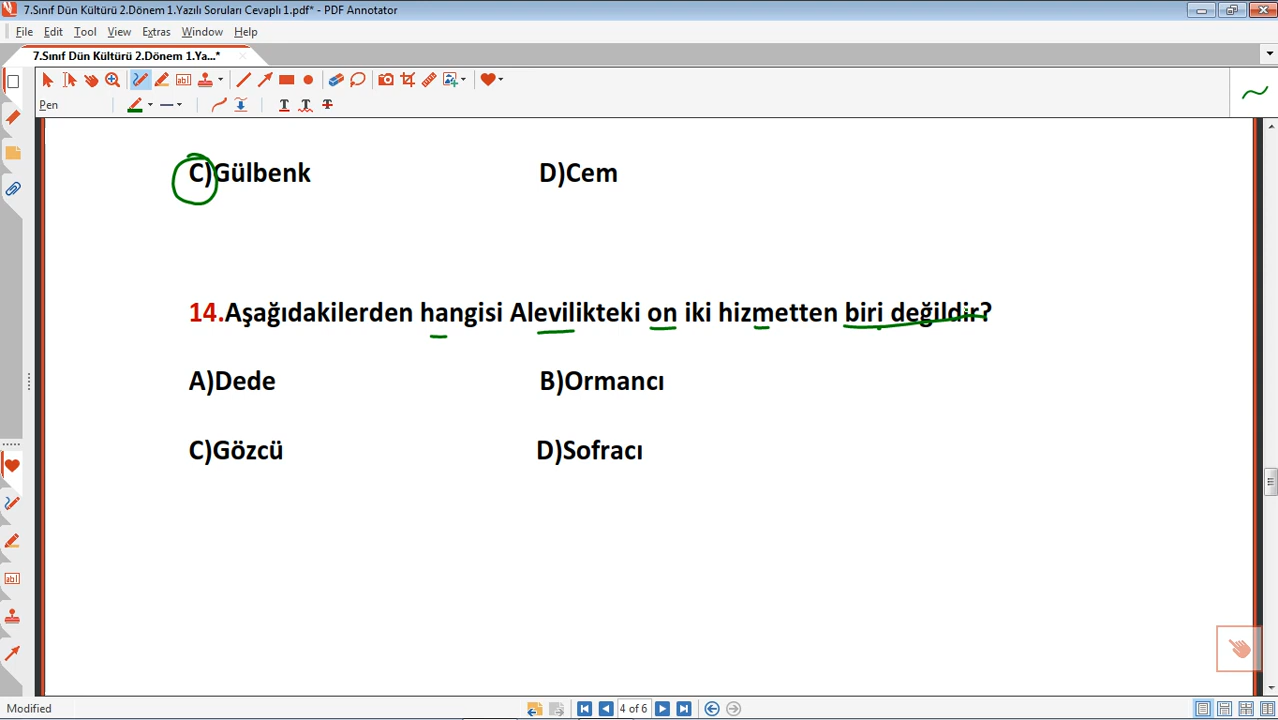 7.Sınıf Dün Kültürü 2.Dönem 1.Yazılı Soruları Cevaplı 1.pdf* - PDF Annotator
File Edit Tool View Extras Window Help
7.Sınıf Dün Kültürü 2.Dönem 1.Ya...*
Pen
C)Gülbenk D)Cem
14.Aşağıdakilerden hangisi Alevilikteki on iki hizmetten biri değildir?
A)Dede B)Ormancı
C)Gözcü D)Sofracı
Modified 4 of 6